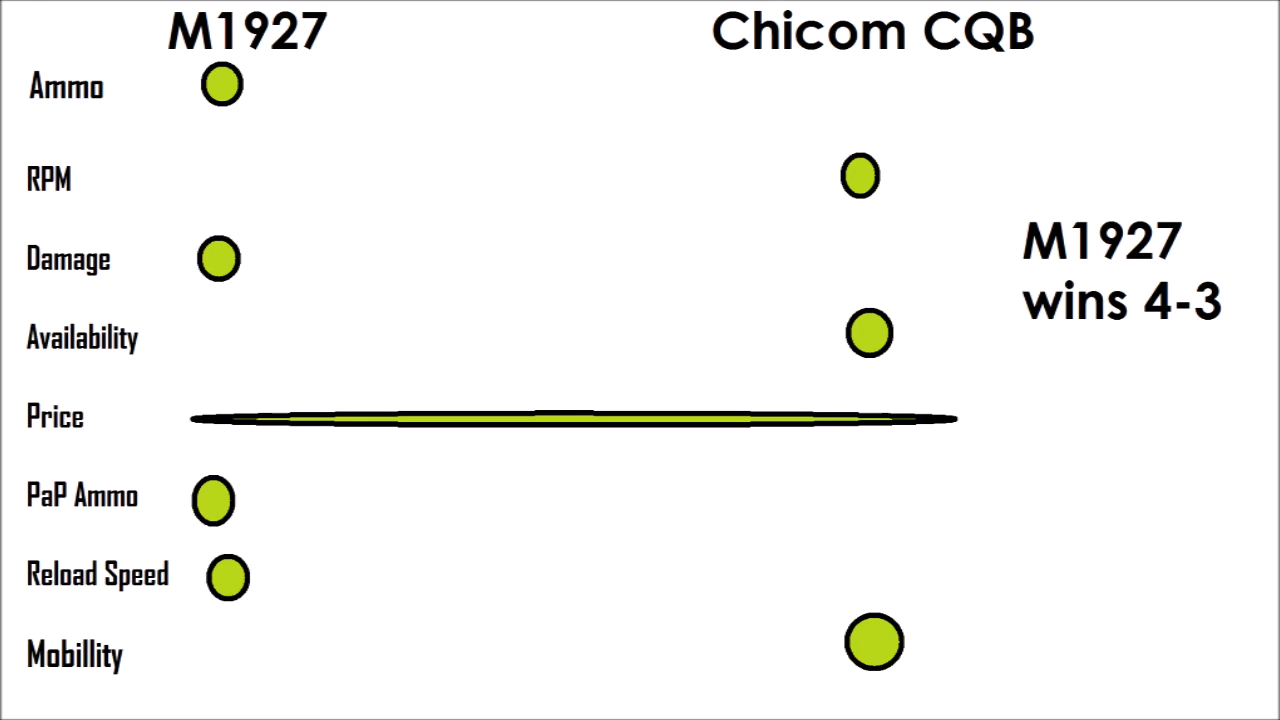 M1927 Chicom CQB
Ammo
RPM
Damage
Availability
Price
PaP Ammo
Reload Speed
Mobillity
M1927
wins 4-3